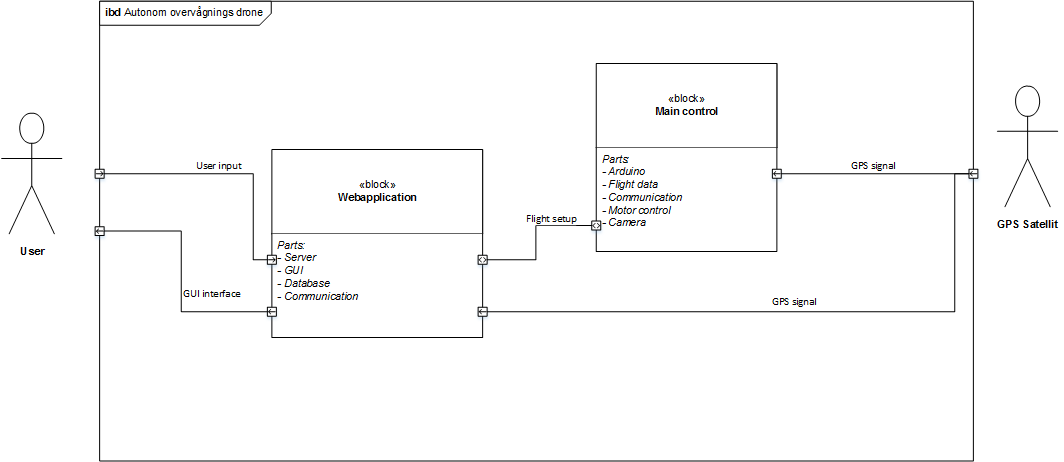 ibd Autonom overvågnings drone
User
User input
GUI interface
«block»
Webapplication
Parts:
- Server
- GUI
- Database
- Communication
Flight setup
«block»
Main control
Parts:
- Arduino
- Flight data
- Communication
- Motor control
- Camera
GPS signal
GPS signal
GPS Satellit